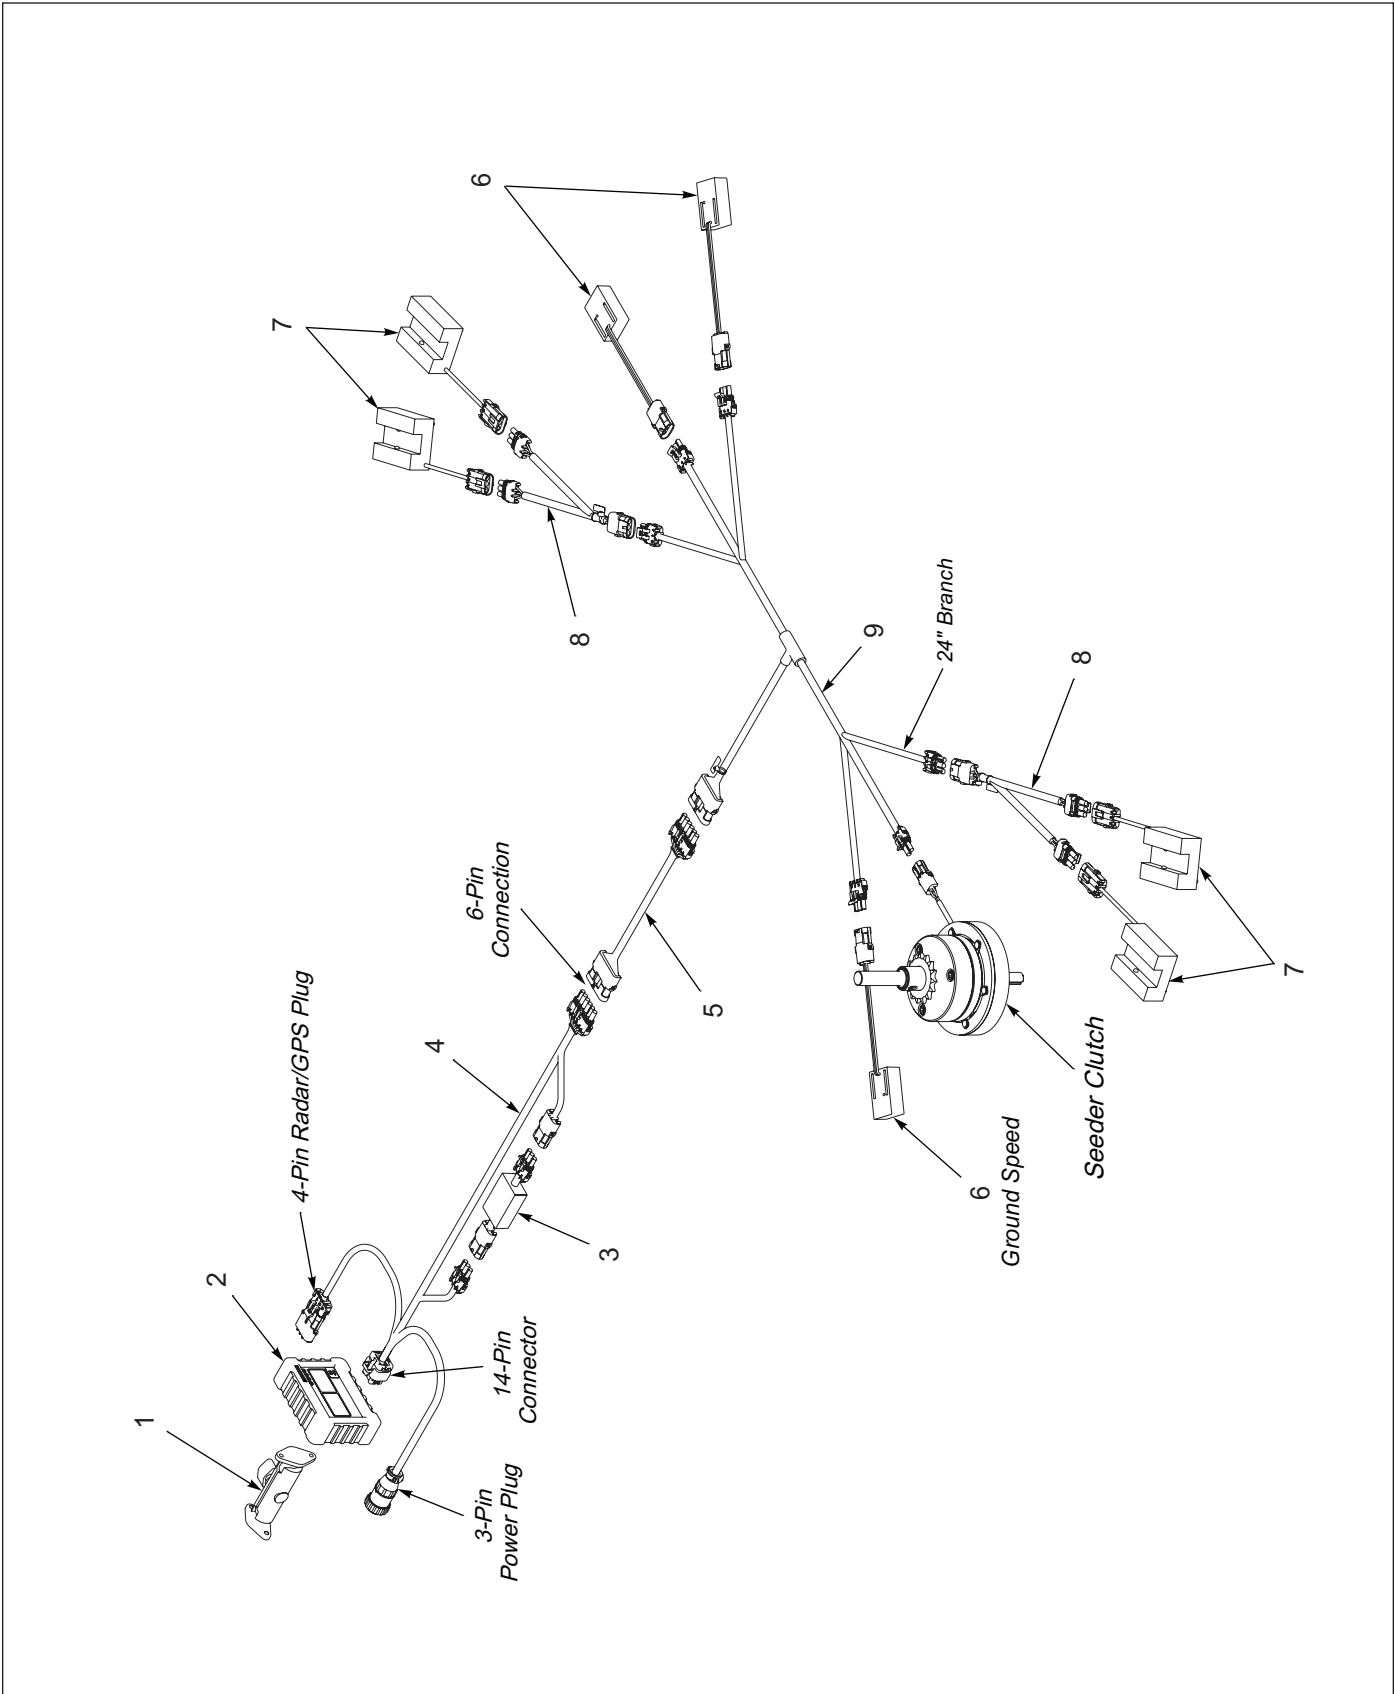 1
2
4-Pin Radar/GPS Plug
3-Pin
Power Plug
14-Pin
Connector
3
4
6-Pin
Connection
5
7
8
6
9
24" Branch
8
7
6
Ground Speed
Seeder Clutch